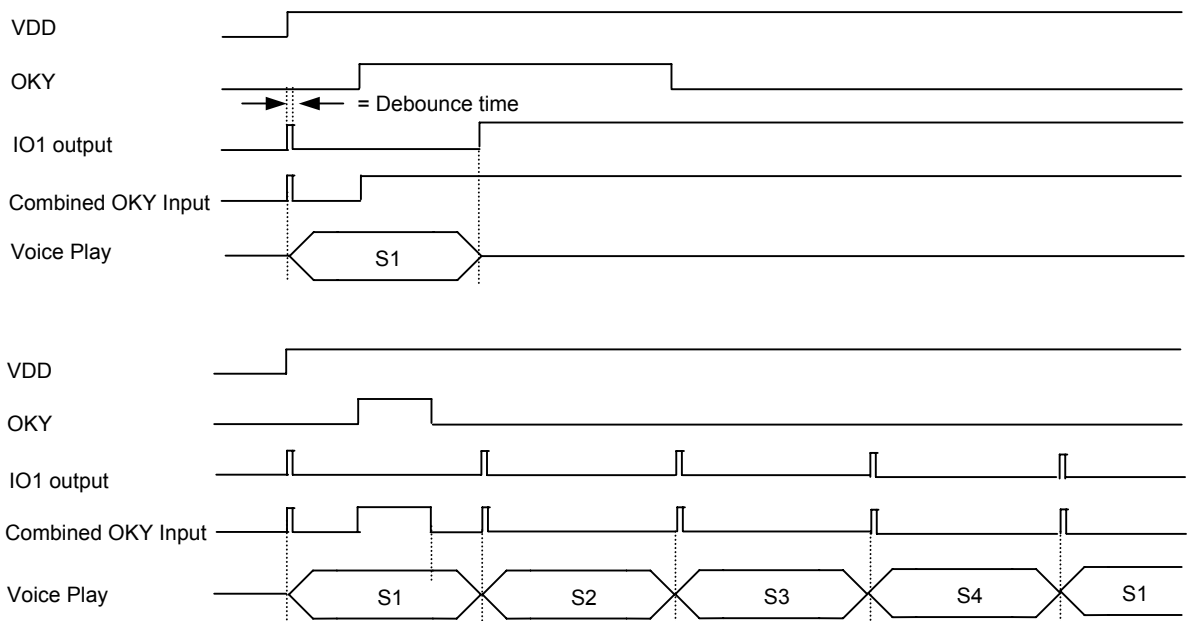 VDD
OKY
= Debounce time
IO1 output
Combined OKY Input
Voice Play
S1
VDD
OKY
IO1 output
Combined OKY Input
Voice Play
S1 S2 S3 S4 S1